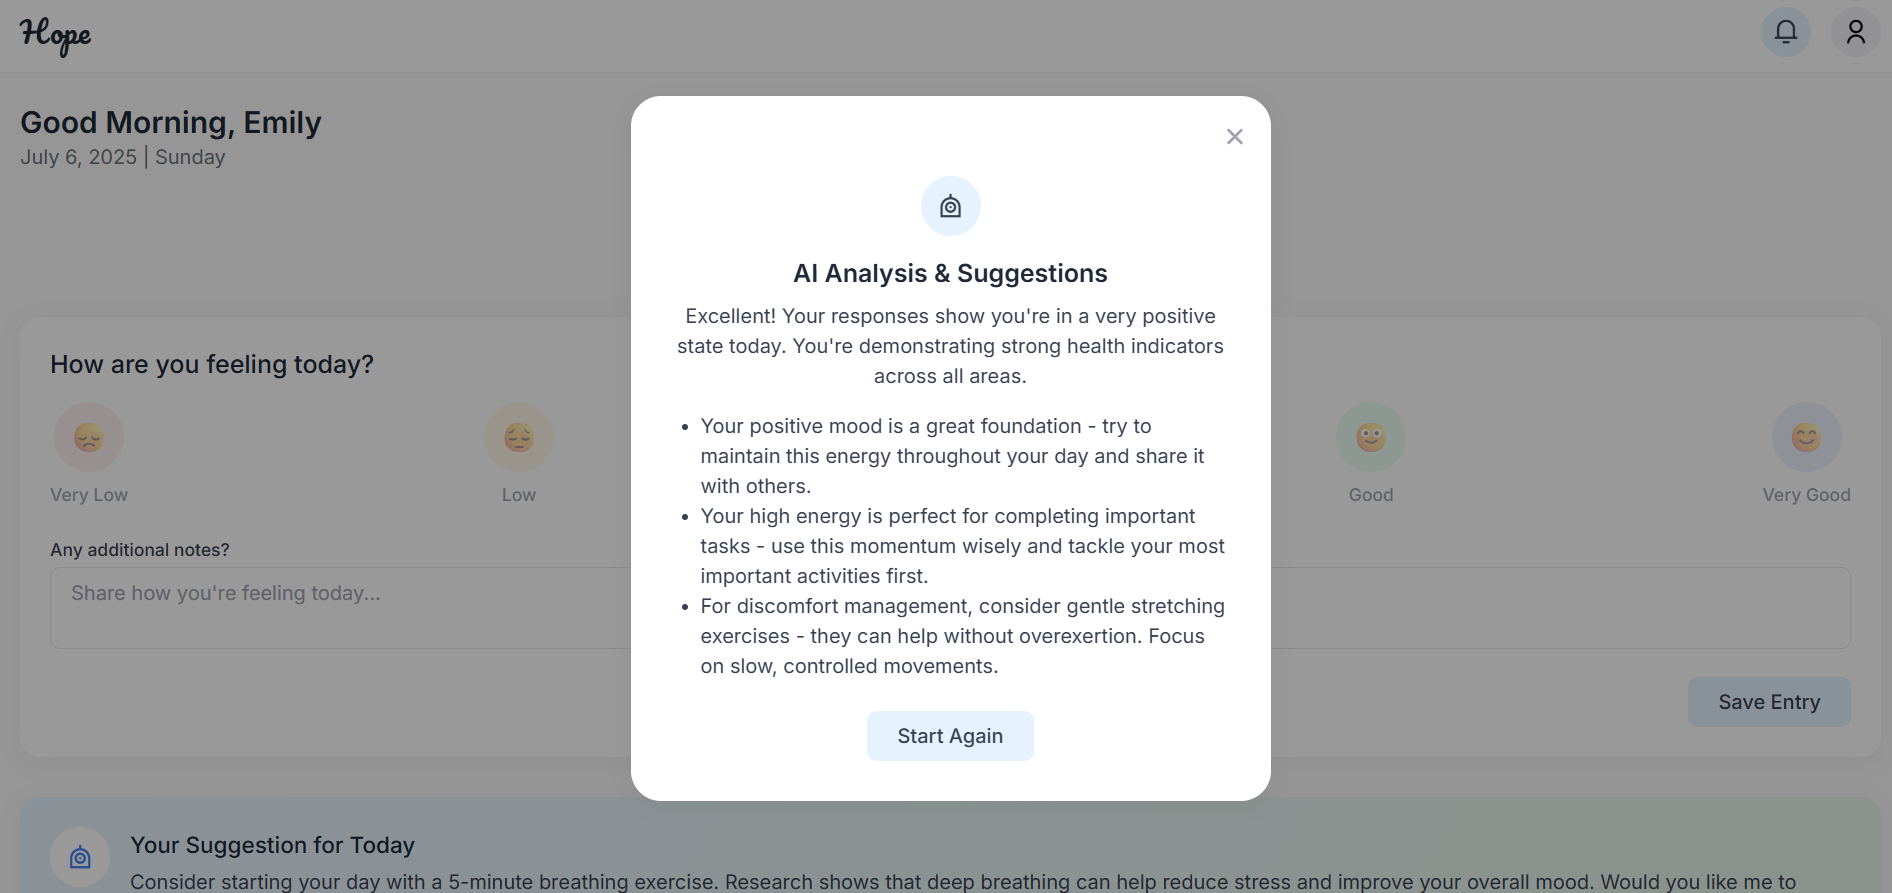 Hope
Good Morning, Emily
July 6, 2025 | Sunday
How are you feeling today?
Very Low
Low
Good
Very Good
Any additional notes?
Share how you're feeling today...
Save Entry
AI Analysis & Suggestions
Excellent! Your responses show you're in a very positive
state today. You're demonstrating strong health indicators
across all areas.
• Your positive mood is a great foundation - try to
maintain this energy throughout your day and share it
with others.
• Your high energy is perfect for completing important
tasks - use this momentum wisely and tackle your most
important activities first.
• For discomfort management, consider gentle stretching
exercises - they can help without overexertion. Focus
on slow, controlled movements.
Start Again
Your Suggestion for Today
Consider starting your day with a 5-minute breathing exercise. Research shows that deep breathing can help reduce stress and improve your overall mood. Would you like me to